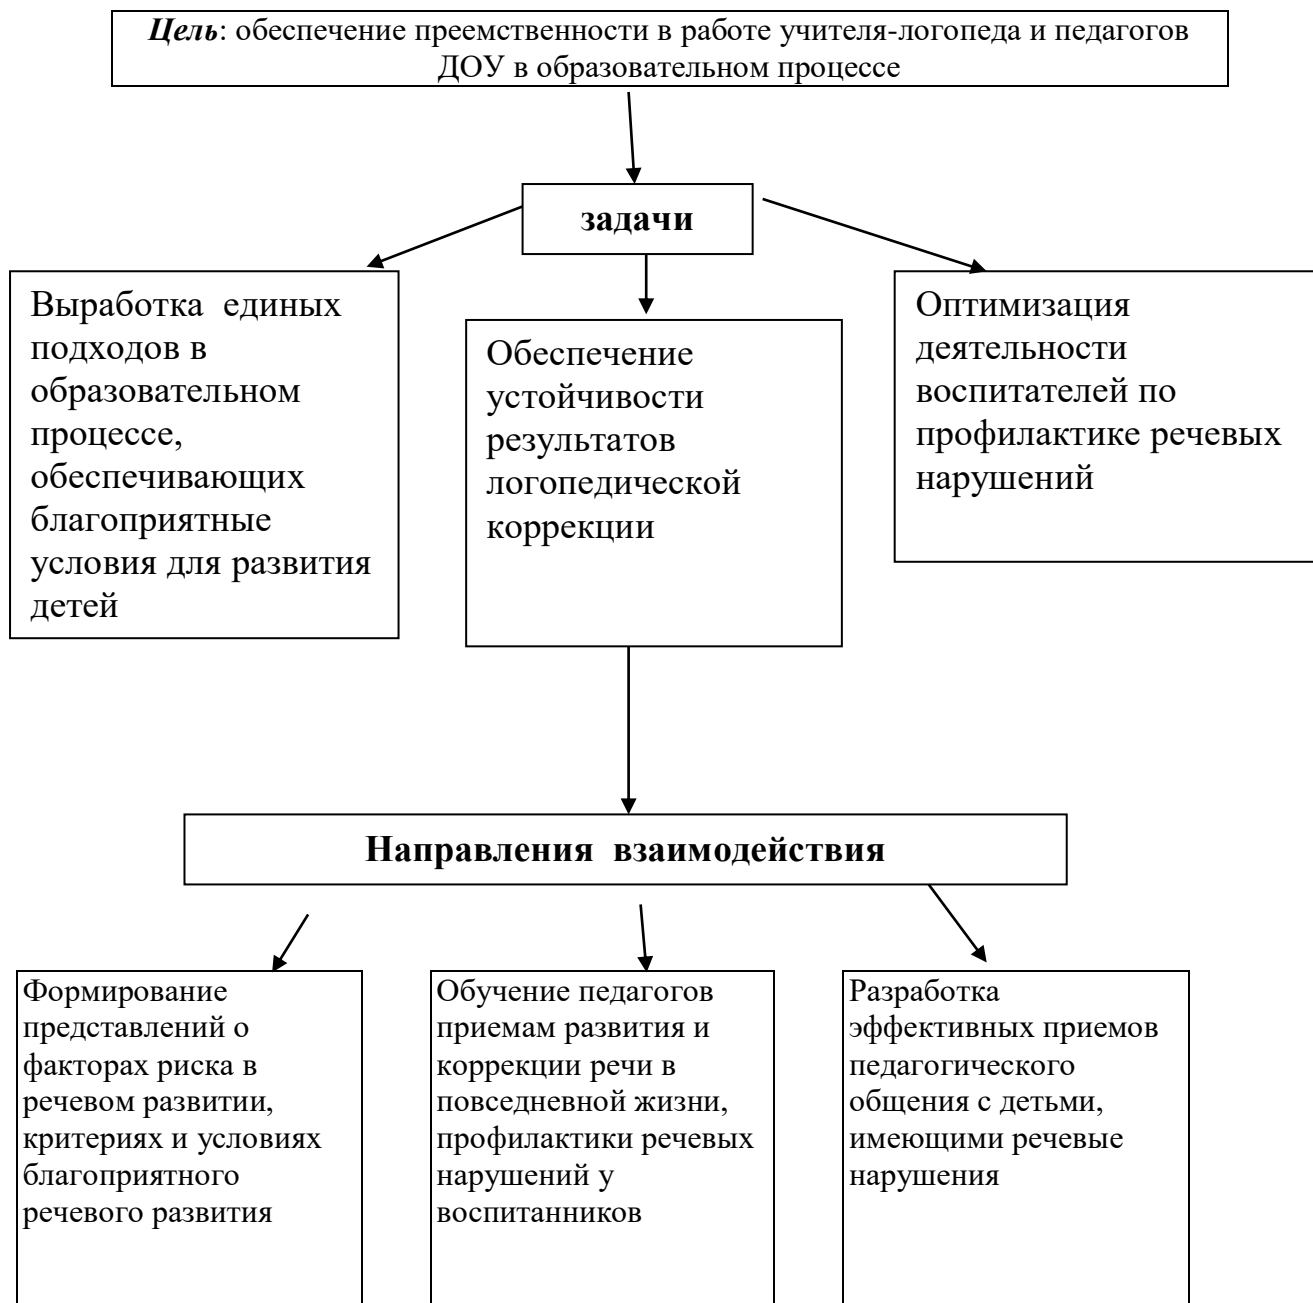 Цель: обеспечение преемственности в работе учителя-логопеда и педагогов
ДОУ в образовательном процессе
задачи
Выработка единых
подходов в
образовательном
процессе,
обеспечивающих
благоприятные
условия для развития
детей
Обеспечение
устойчивости
результатов
логопедической
коррекции
Оптимизация
деятельности
воспитателей по
профилактике речевых
нарушений
Направления взаимодействия
Формирование
представлений о
факторах риска в
речевом развитии,
критериях и условиях
благоприятного
речевого развития
Обучение педагогов
приемам развития и
коррекции речи в
повседневной жизни,
профилактики речевых
нарушений у
воспитанников
Разработка
эффективных приемов
педагогического
общения с детьми,
имеющими речевые
нарушения